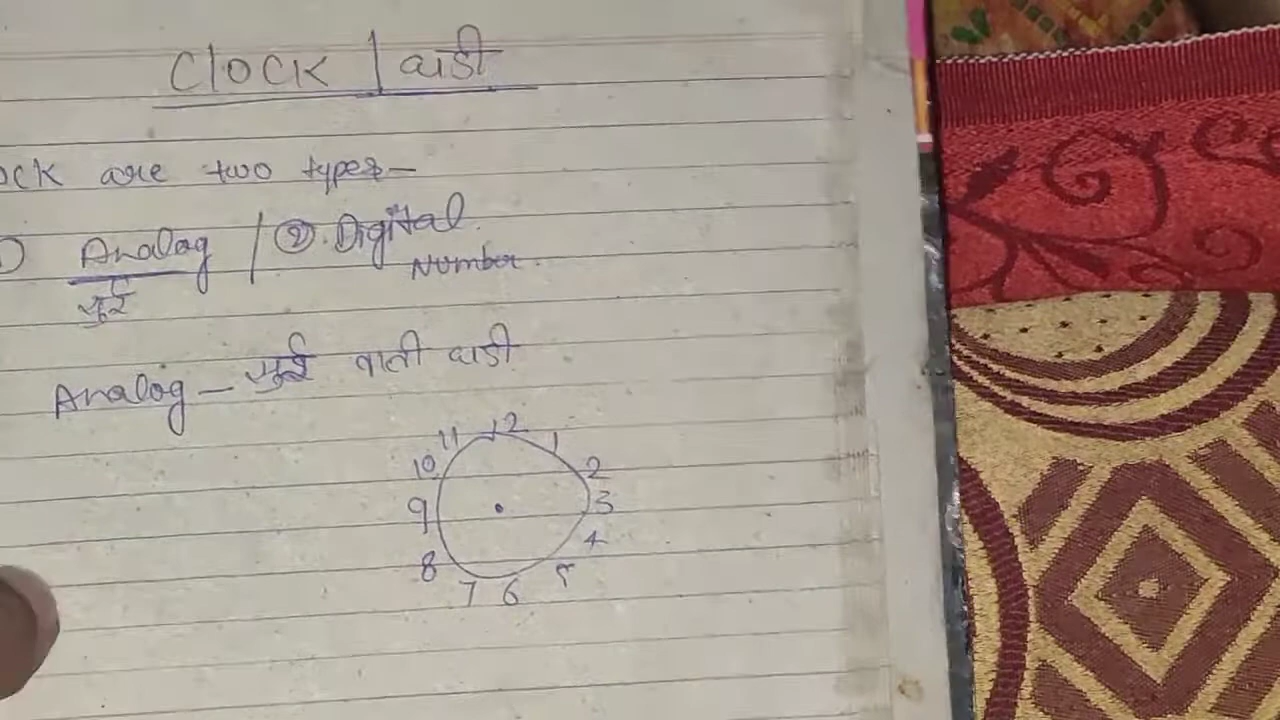 Clock | घडी
ock are two types—
1) Analog / ②. Digital.
सुई Number.
Analog — सुई वाली घडी
12
11 1
10 2
9 3
8 4
7 6 5